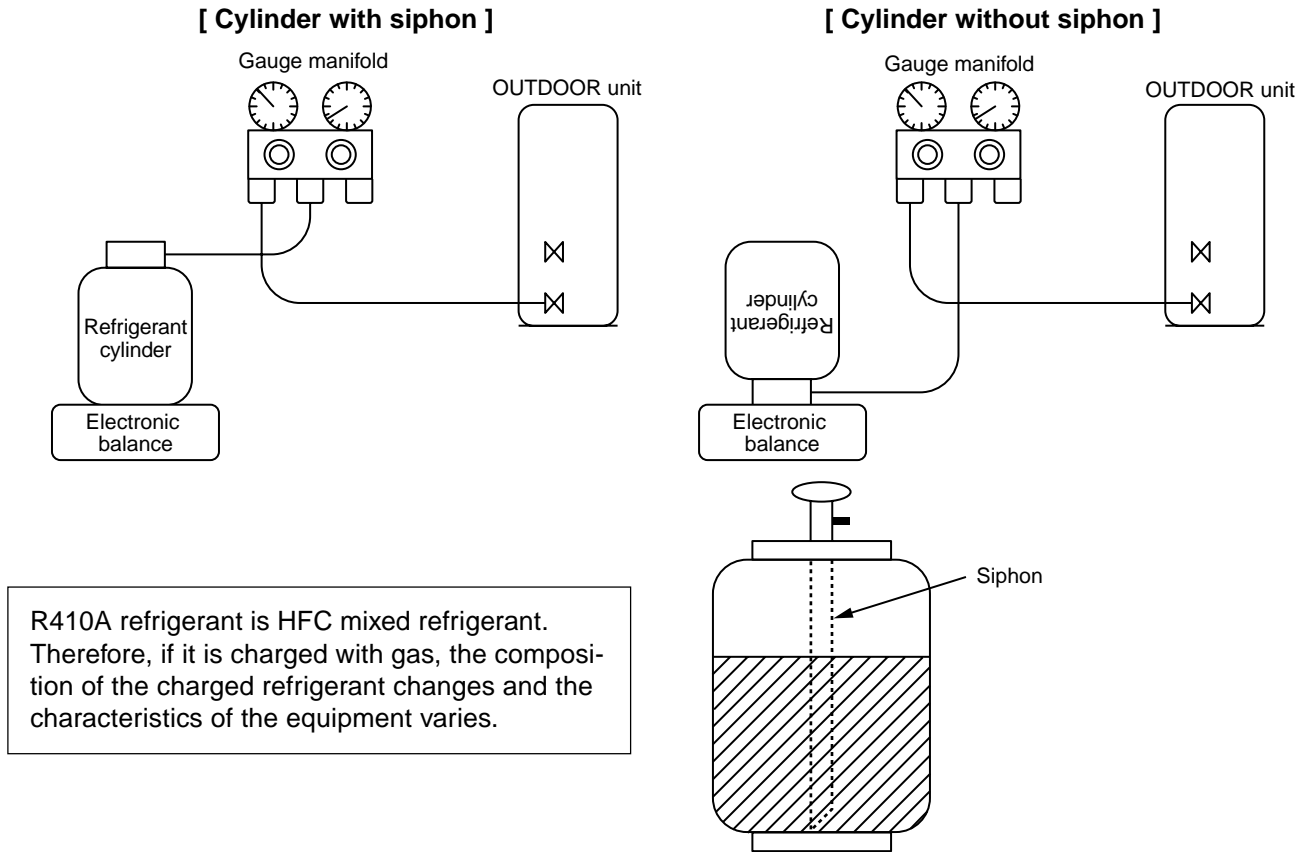 [ Cylinder with siphon ]
Gauge manifold
OUTDOOR unit
Refrigerant
cylinder
Electronic
balance
[ Cylinder without siphon ]
Gauge manifold
OUTDOOR unit
Refrigerant
cylinder
Electronic
balance
Siphon
R410A refrigerant is HFC mixed refrigerant.
Therefore, if it is charged with gas, the composi-
tion of the charged refrigerant changes and the
characteristics of the equipment varies.